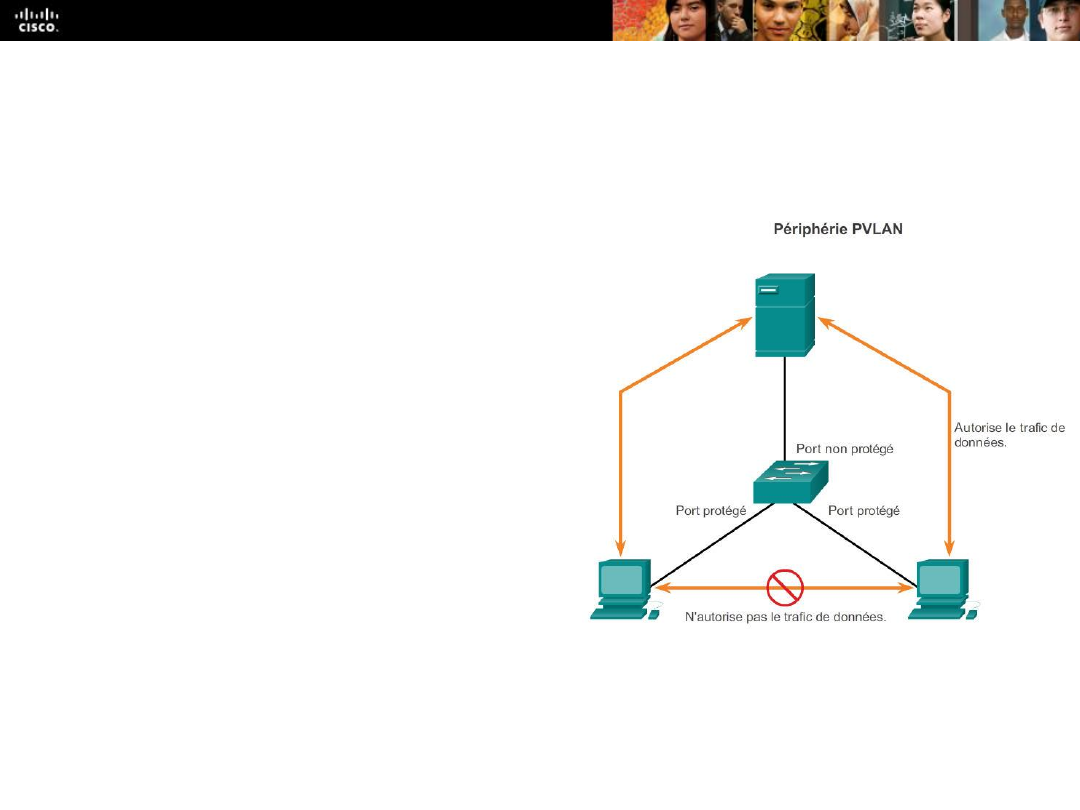 CISCO.
Périphérie PVLAN
Autorise le trafic de
données.
Port non protégé
Port protégé
Port protégé
N'autorise pas le trafic de données.